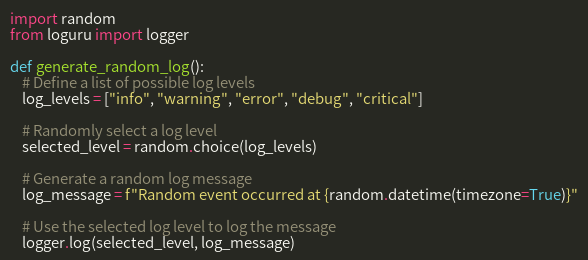 import random
from loguru import logger

def generate_random_log():
    # Define a list of possible log levels
    log_levels = ["info", "warning", "error", "debug", "critical"]

    # Randomly select a log level
    selected_level = random.choice(log_levels)

    # Generate a random log message
    log_message = f"Random event occurred at {random.datetime(timezone=True)}"

    # Use the selected log level to log the message
    logger.log(selected_level, log_message)